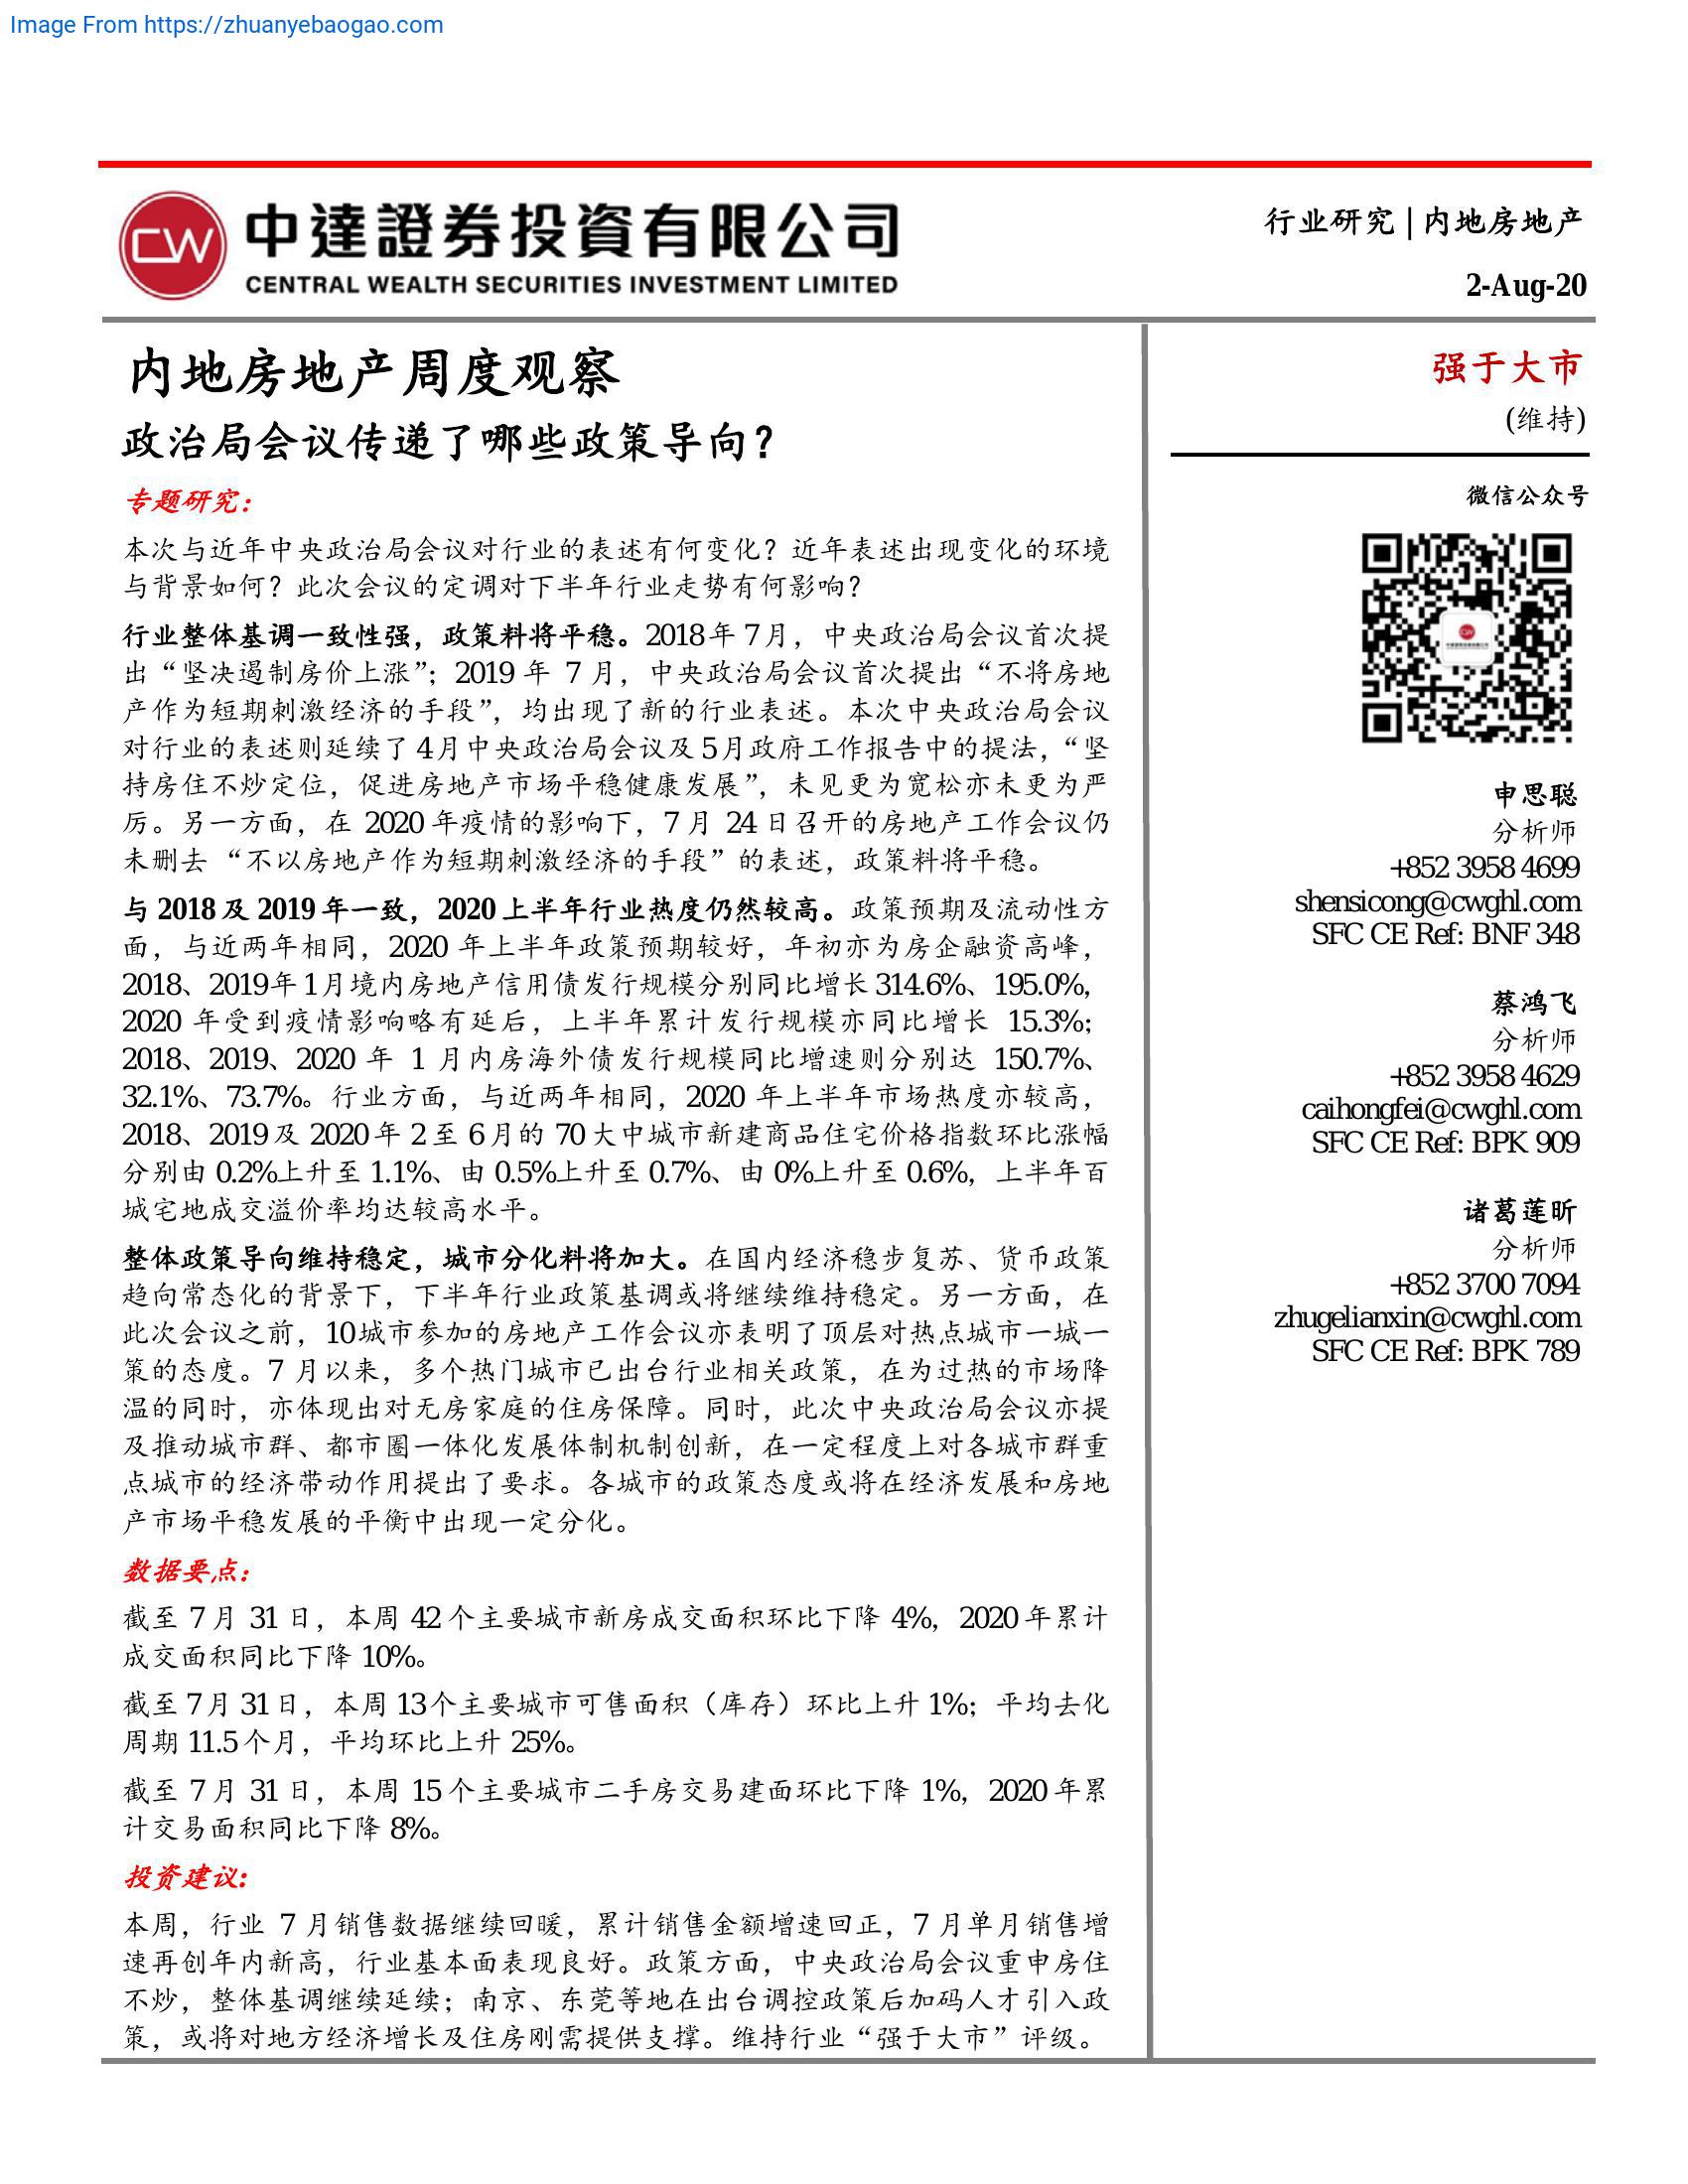 Image From https://zhuanyebaogao.com
CW
中達證券投資有限公司
CENTRAL WEALTH SECURITIES INVESTMENT LIMITED
行业研究|内地房地产
2-Aug-20
内地房地产周度观察
政治局会议传递了哪些政策导向？
专题研究：
本次与近年中央政治局会议对行业的表述有何变化？近年表述出现变化的环境
与背景如何？此次会议的定调对下半年行业走势有何影响？
行业整体基调一致性强，政策料将平稳。2018年 7月，中央政治局会议首次提
出“坚决遏制房价上涨”；2019 年 7 月，中央政治局会议首次提出“不将房地
产作为短期刺激经济的手段”，均出现了新的行业表述。本次中央政治局会议
对行业的表述则延续了4月中央政治局会议及5月政府工作报告中的提法，“坚
持房住不炒定位，促进房地产市场平稳健康发展”，未见更为宽松亦未更为严
厉。另一方面，在 2020年疫情的影响下，7 月 24 日召开的房地产工作会议仍
未删去 “不以房地产作为短期刺激经济的手段”的表述，政策料将平稳。
与 2018 及 2019 年一致，2020 上半年行业热度仍然较高。政策预期及流动性方
面，与近两年相同，2020 年上半年政策预期较好，年初亦为房企融资高峰，
2018、2019年1月境内房地产信用债发行规模分别同比增长314.6%、195.0%，
2020 年受到疫情影响略有延后，上半年累计发行规模亦同比增长 15.3%；
2018、2019、2020 年 1 月内房海外债发行规模同比增速则分别达 150.7%、
32.1%、73.7%。行业方面，与近两年相同，2020 年上半年市场热度亦较高，
2018、2019及 2020年 2至 6月的 70大中城市新建商品住宅价格指数环比涨幅
分别由 0.2%上升至 1.1%、由 0.5%上升至 0.7%、由 0%上升至 0.6%，上半年百
城宅地成交溢价率均达较高水平。
整体政策导向维持稳定，城市分化料将加大。在国内经济稳步复苏、货币政策
趋向常态化的背景下，下半年行业政策基调或将继续维持稳定。另一方面，在
此次会议之前，10城市参加的房地产工作会议亦表明了顶层对热点城市一城一
策的态度。7 月以来，多个热门城市已出台行业相关政策，在为过热的市场降
温的同时，亦体现出对无房家庭的住房保障。同时，此次中央政治局会议亦提
及推动城市群、都市圈一体化发展体制机制创新，在一定程度上对各城市群重
点城市的经济带动作用提出了要求。各城市的政策态度或将在经济发展和房地
产市场平稳发展的平衡中出现一定分化。
数据要点：
截至 7月 31 日，本周 42个主要城市新房成交面积环比下降 4%，2020年累计
成交面积同比下降 10%。
截至7月31日，本周13个主要城市可售面积（库存）环比上升1%；平均去化
周期 11.5个月，平均环比上升 25%。
截至 7月 31 日，本周 15个主要城市二手房交易建面环比下降 1%，2020年累
计交易面积同比下降 8%。
投资建议:
本周，行业 7 月销售数据继续回暖，累计销售金额增速回正，7 月单月销售增
速再创年内新高，行业基本面表现良好。政策方面，中央政治局会议重申房住
不炒，整体基调继续延续；南京、东莞等地在出台调控政策后加码人才引入政
策，或将对地方经济增长及住房刚需提供支撑。维持行业“强于大市”评级。
强于大市
(维持)
微信公众号
申思聪
分析师
+852 3958 4699
shensicong@cwghl.com
SFC CE Ref: BNF 348
蔡鸿飞
分析师
+852 3958 4629
caihongfei@cwghl.com
SFC CE Ref: BPK 909
诸葛莲昕
分析师
+852 3700 7094
zhugelianxin@cwghl.com
SFC CE Ref: BPK 789